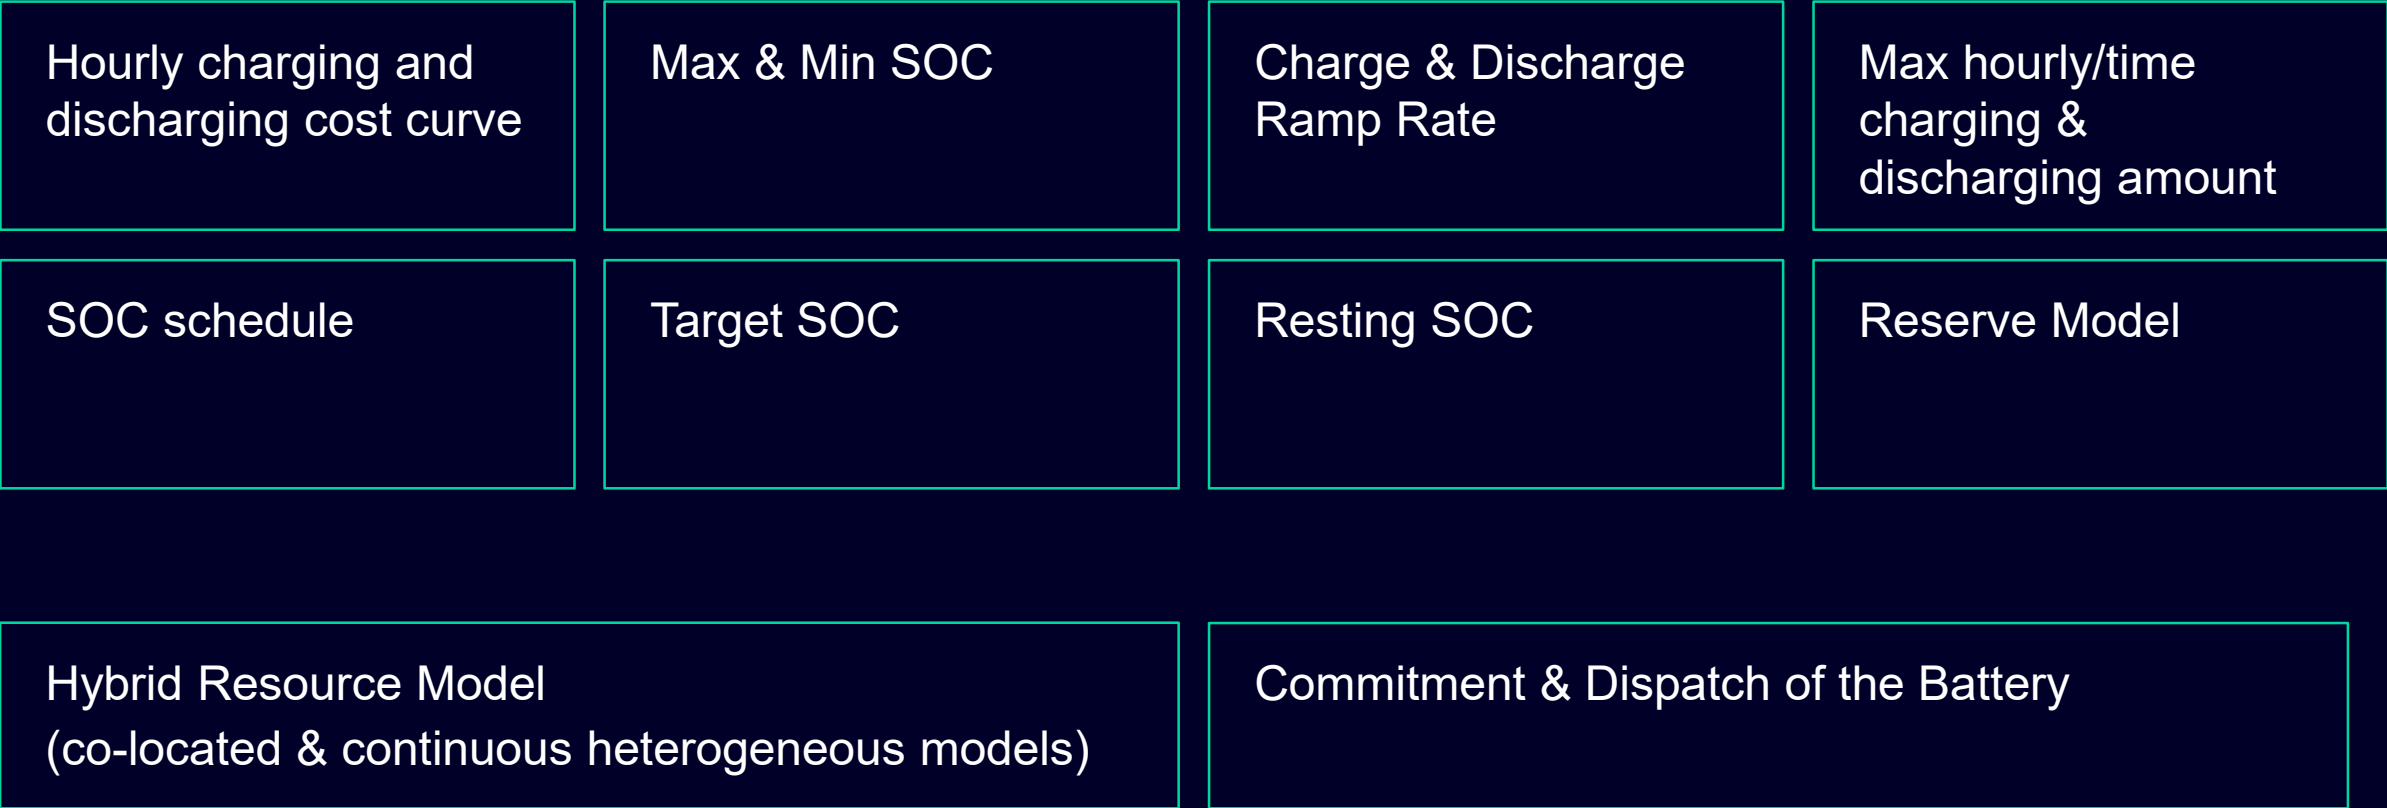 Hourly charging and
discharging cost curve
Max & Min SOC
Charge & Discharge
Ramp Rate
Max hourly/time
charging &
discharging amount
SOC schedule
Target SOC
Resting SOC
Reserve Model
Hybrid Resource Model
(co-located & continuous heterogeneous models)
Commitment & Dispatch of the Battery